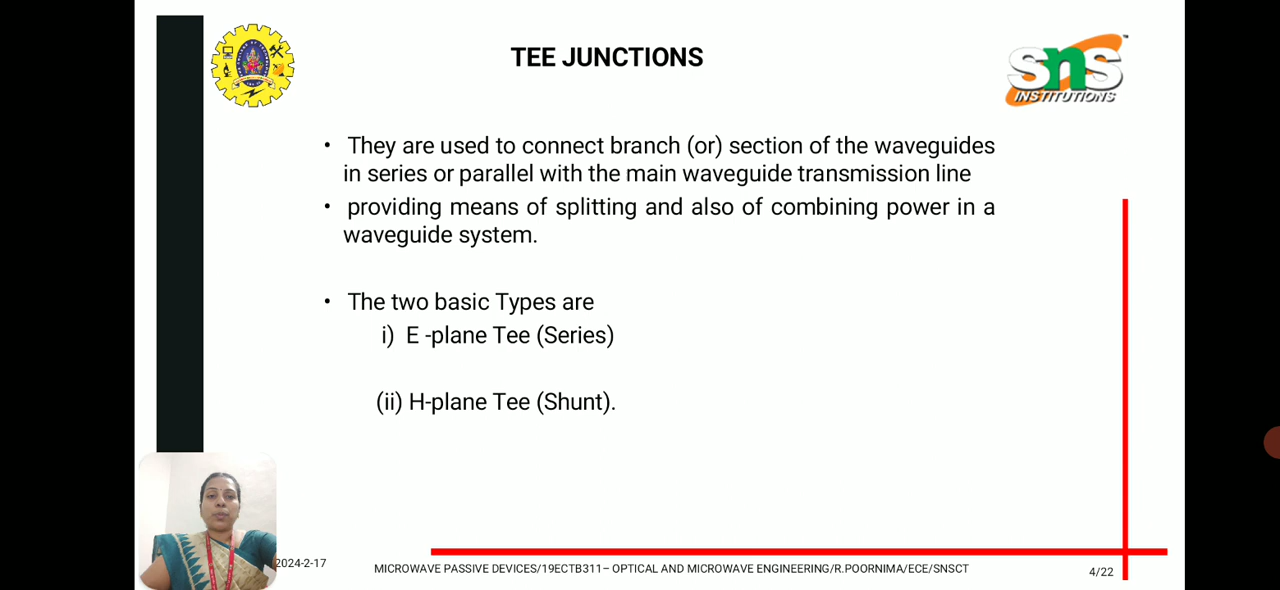 TEE JUNCTIONS
SNS
INSTITUTIONS
• They are used to connect branch (or) section of the waveguides
in series or parallel with the main waveguide transmission line
• providing means of splitting and also of combining power in a
waveguide system.
• The two basic Types are
i) E -plane Tee (Series)
(ii) H-plane Tee (Shunt).
2024-2-17
MICROWAVE PASSIVE DEVICES/19ECTB311– OPTICAL AND MICROWAVE ENGINEERING/R.POORNIMA/ECE/SNSCT
4/22